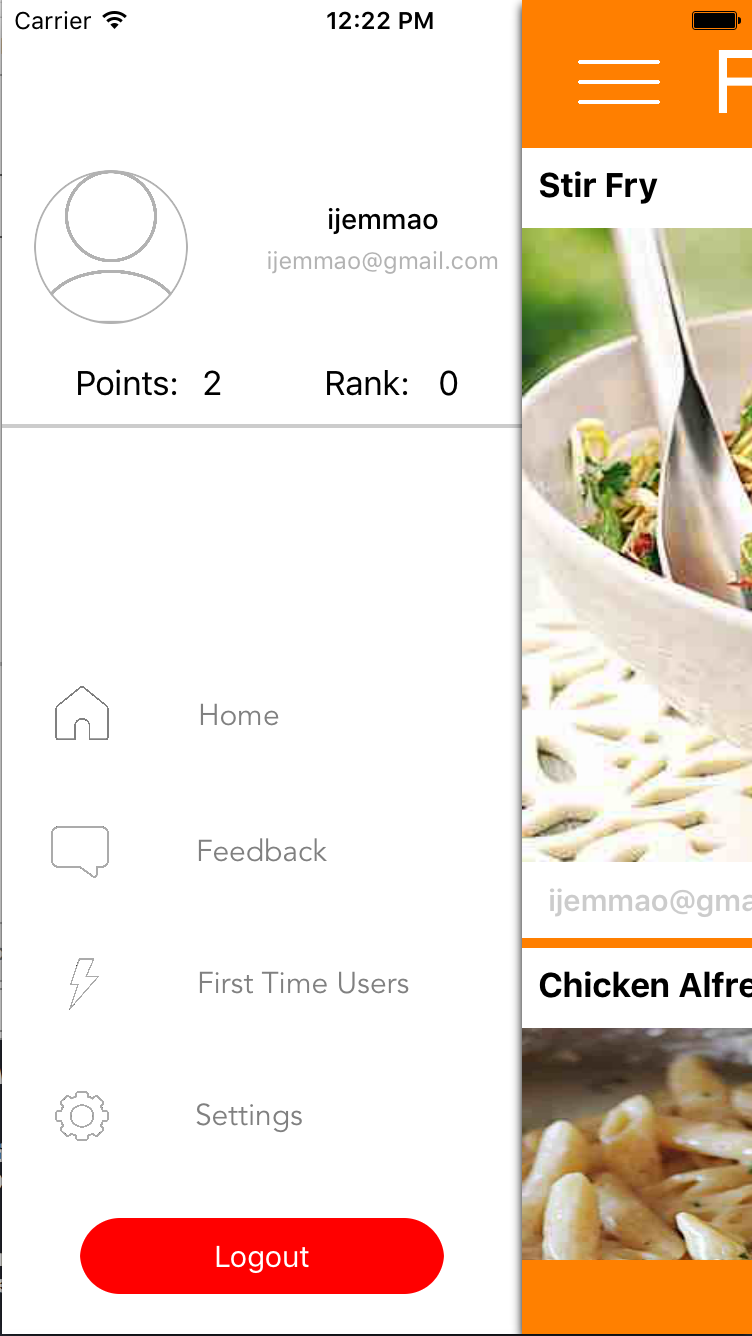 Carrier 12:22 PM
F
Stir Fry
ijemmao
ijemmao@gmail.com
Points: 2 Rank: 0
Home
Feedback
ijemmao@gma
First Time Users
Chicken Alfre
Settings
Logout